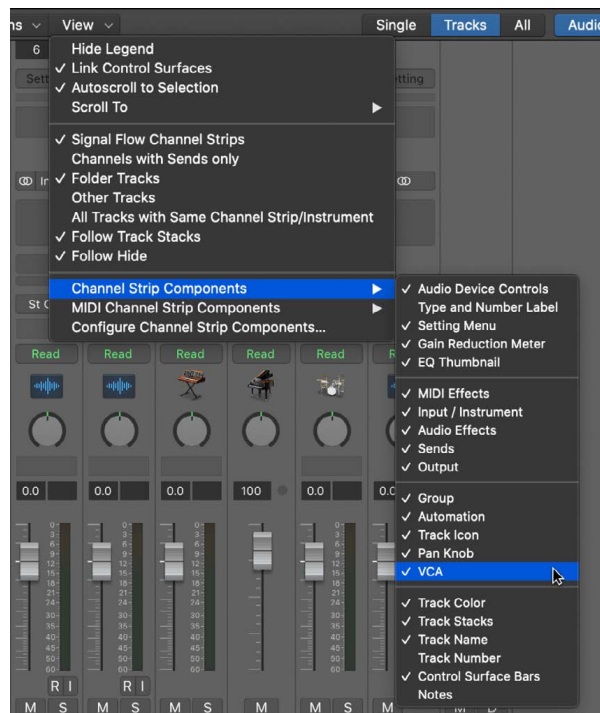 ns View Single Tracks All Audio
6
Hide Legend
✓ Link Control Surfaces
✓ Autoscroll to Selection
Scroll To
✓ Signal Flow Channel Strips
Channels with Sends only
✓ Folder Tracks
Other Tracks
All Tracks with Same Channel Strip/Instrument
✓ Follow Track Stacks
✓ Follow Hide
Channel Strip Components
MIDI Channel Strip Components
Configure Channel Strip Components...
✓ Audio Device Controls
Type and Number Label
✓ Setting Menu
✓ Gain Reduction Meter
✓ EQ Thumbnail
✓ MIDI Effects
✓ Input / Instrument
✓ Audio Effects
✓ Sends
✓ Output
✓ Group
✓ Automation
✓ Track Icon
✓ Pan Knob
✓ VCA
✓ Track Color
✓ Track Stacks
✓ Track Name
Track Number
✓ Control Surface Bars
Notes
Read Read Read Read Read
0.0 0.0 0.0 100 0.0 0.0
R I R I
M S M S M S M M S M